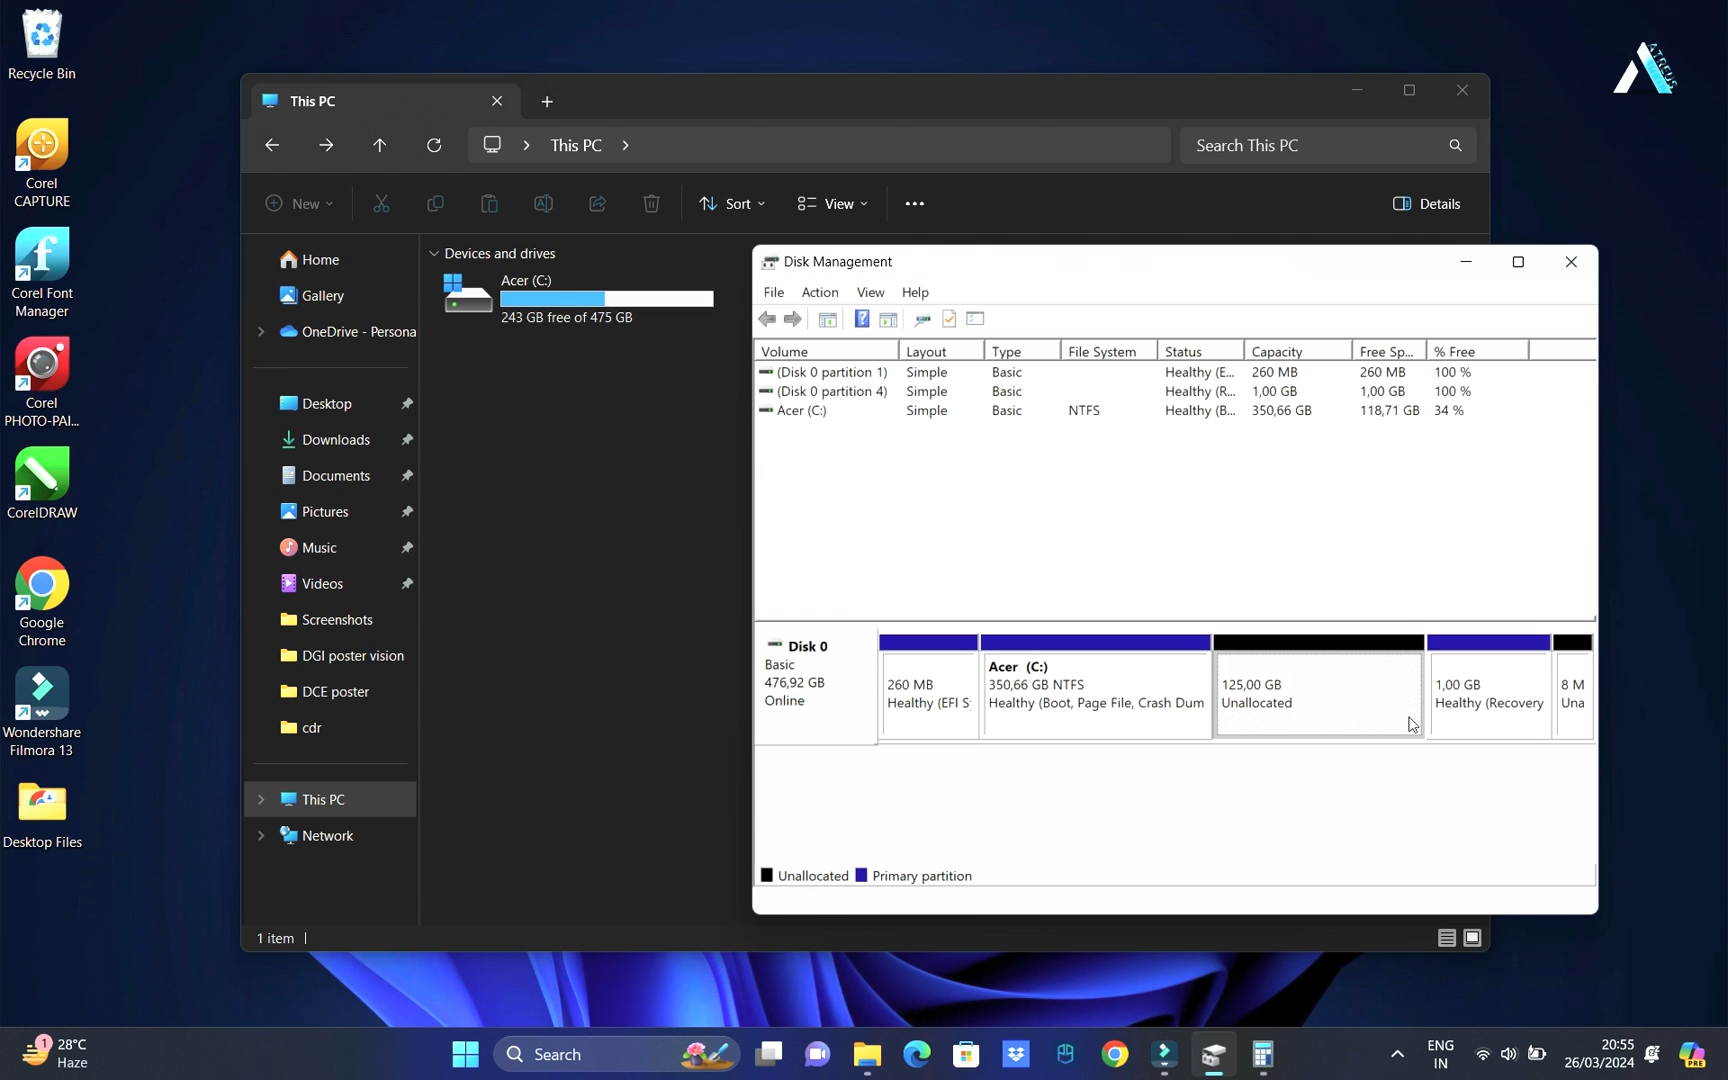 Recycle Bin
Corel
CAPTURE
Corel Font
Manager
Corel
PHOTO-PAI...
CorelDRAW
Google
Chrome
Wondershare
Filmora 13
Desktop Files
ATREUS
This PC
This PC
Search This PC
New
Sort
View
Details
Home
Gallery
OneDrive - Persona
Desktop
Downloads
Documents
Pictures
Music
Videos
Screenshots
DGI poster vision
DCE poster
cdr
This PC
Network
Devices and drives
Acer (C:)
243 GB free of 475 GB
1 item
Disk Management
File Action View Help
Volume Layout Type File System Status Capacity Free Sp... % Free
(Disk 0 partition 1) Simple Basic Healthy (E... 260 MB 260 MB 100 %
(Disk 0 partition 4) Simple Basic Healthy (R... 1,00 GB 1,00 GB 100 %
Acer (C:) Simple Basic NTFS Healthy (B... 350,66 GB 118,71 GB 34 %
Disk 0
Basic
476,92 GB
Online
260 MB
Healthy (EFI S
Acer (C:)
350,66 GB NTFS
Healthy (Boot, Page File, Crash Dum
125,00 GB
Unallocated
1,00 GB
Healthy (Recovery
8 M
Una
Unallocated Primary partition
1
28°C
Haze
Search
ENG
IN
20:55
26/03/2024
PRE